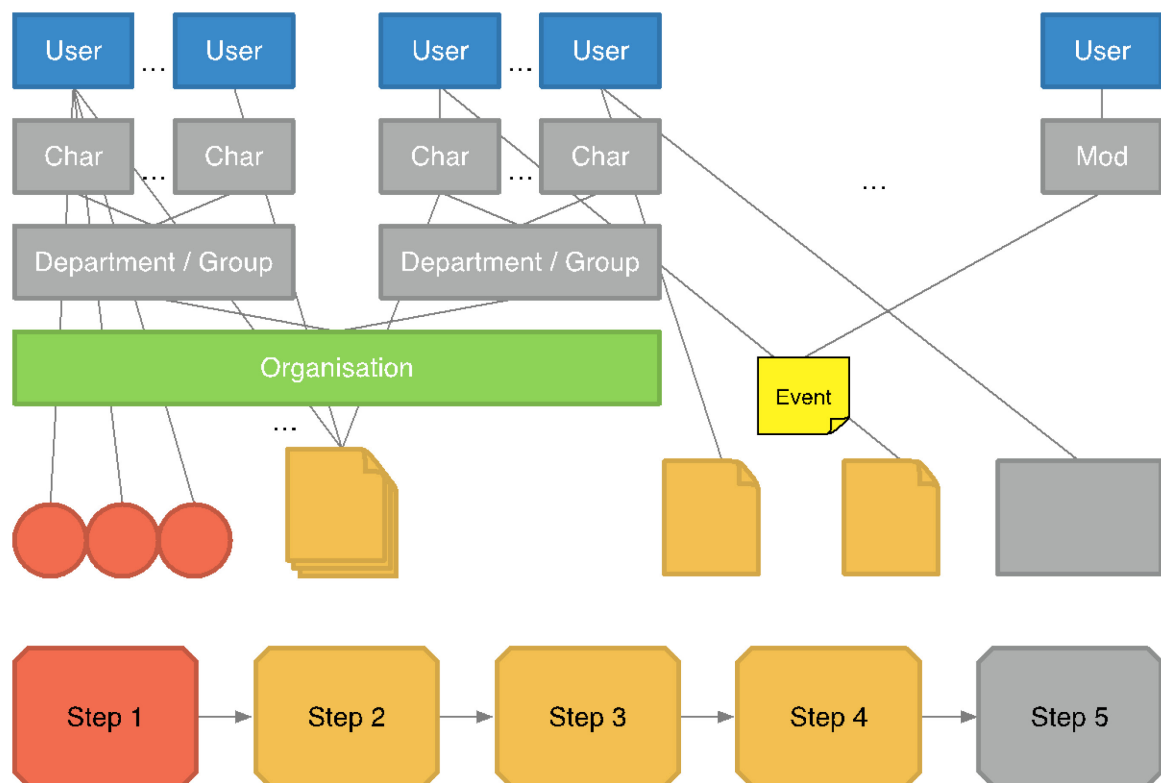 User ... User User ... User User
Char ... Char Char ... Char ... Mod
Department / Group Department / Group
Organisation
Event
...
Step 1 Step 2 Step 3 Step 4 Step 5